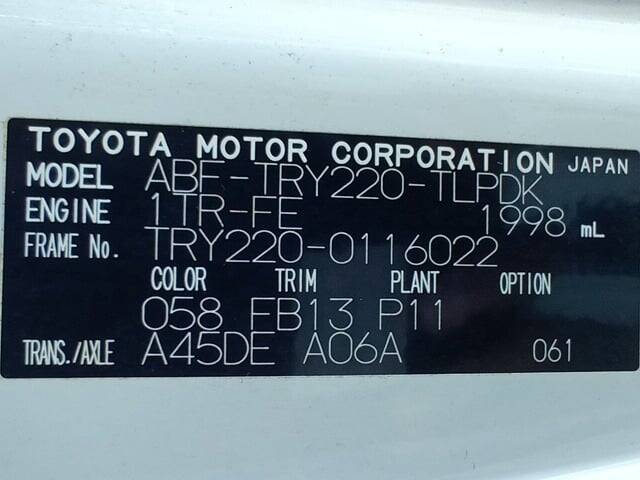 TOYOTA MOTOR CORPORATION JAPAN
MODEL ABF-TRY220-TLPDK
ENGINE 1TR-FE 1998 mL
FRAME No. TRY220-0116022
COLOR TRIM PLANT OPTION
058 FB13 P11
TRANS./AXLE A45DE A06A 061